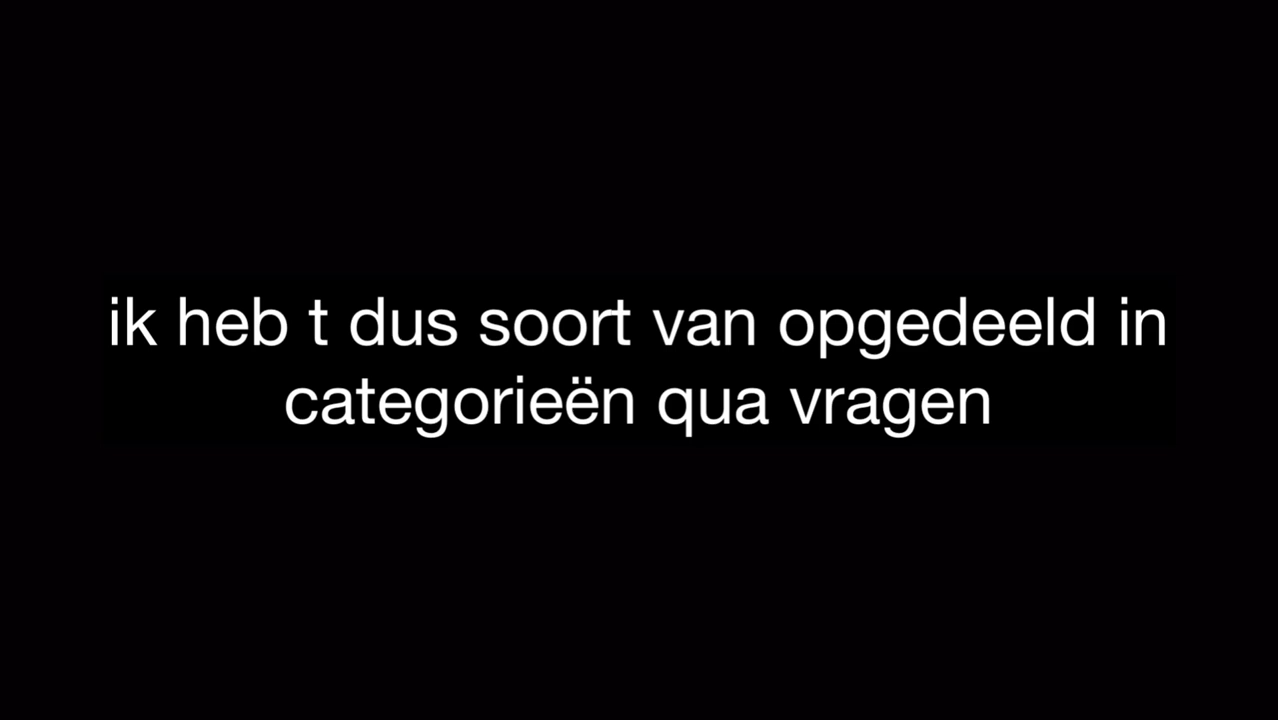 ik heb t dus soort van opgedeeld in
categorieën qua vragen